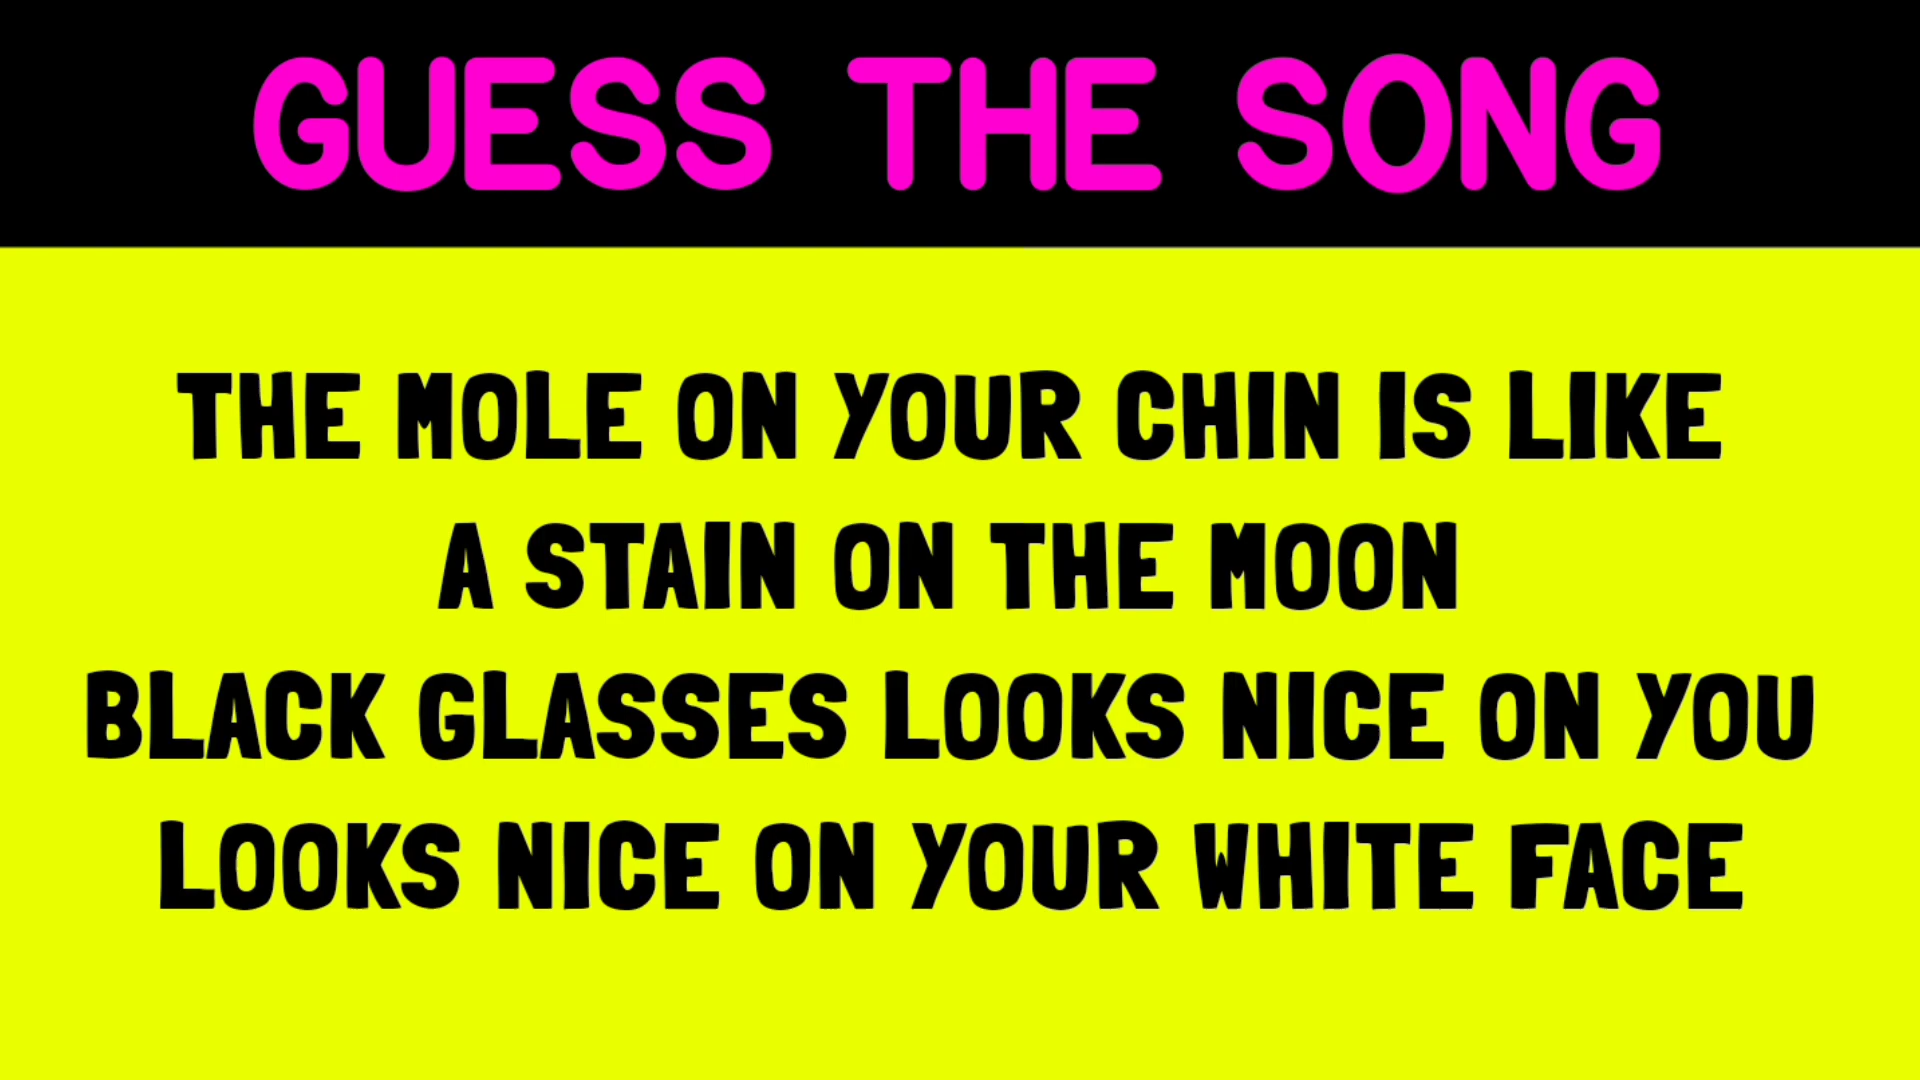 GUESS THE SONG
THE MOLE ON YOUR CHIN IS LIKE
A STAIN ON THE MOON
BLACK GLASSES LOOKS NICE ON YOU
LOOKS NICE ON YOUR WHITE FACE